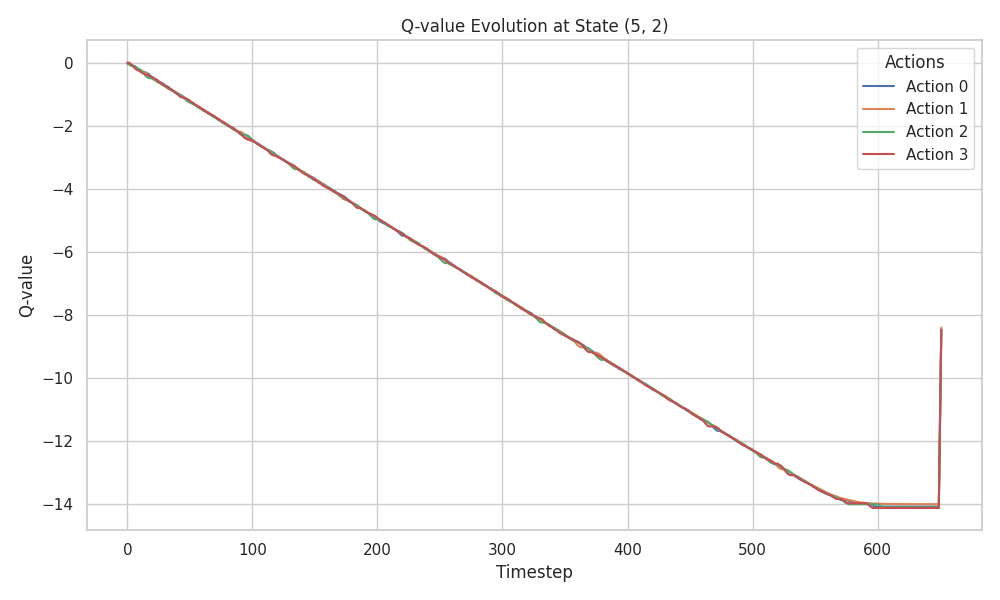 Q-value Evolution at State (5, 2)
Q-value
0
−2
−4
−6
−8
−10
−12
−14
Actions
Action 0
Action 1
Action 2
Action 3
0 100 200 300 400 500 600
Timestep